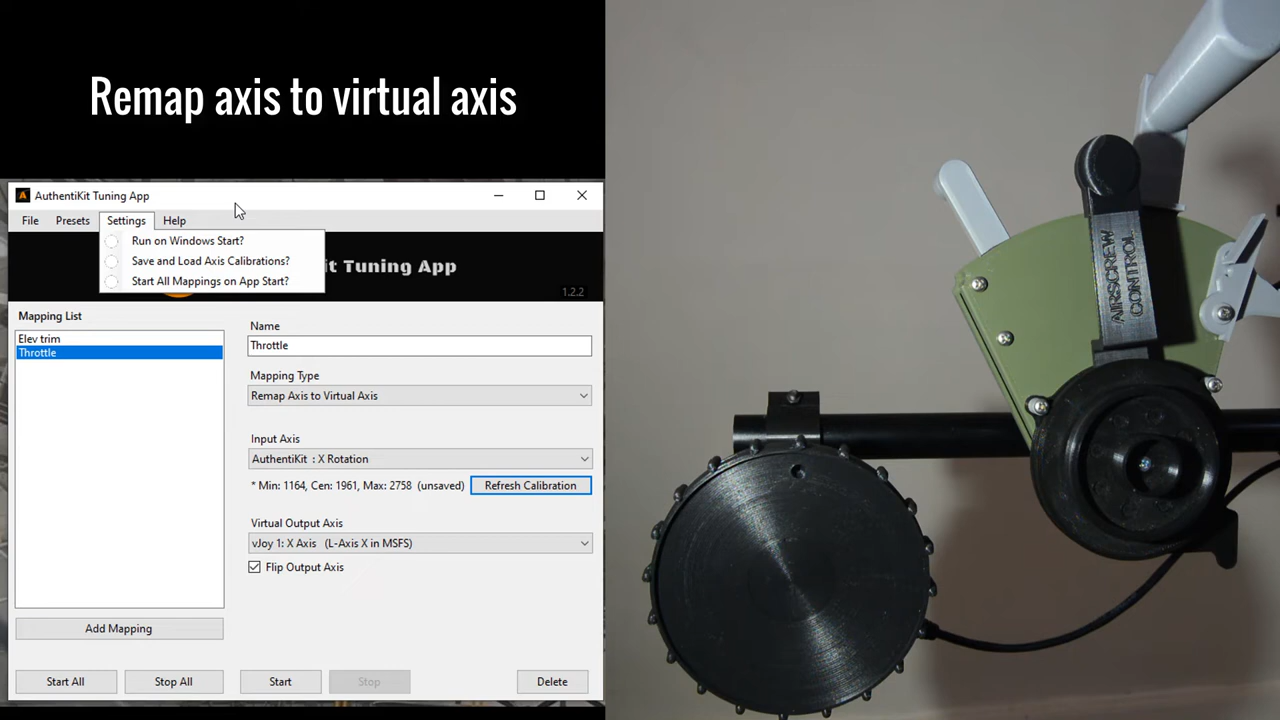 Remap axis to virtual axis
AuthentiKit Tuning App
File Presets Settings Help
Run on Windows Start?
Save and Load Axis Calibrations?
Start All Mappings on App Start?
it Tuning App
1.2.2
Mapping List
Elev trim
Throttle
Name
Throttle
Mapping Type
Remap Axis to Virtual Axis
Input Axis
AuthentiKit : X Rotation
* Min: 1164, Cen: 1961, Max: 2758 (unsaved)
Refresh Calibration
Virtual Output Axis
vJoy 1: X Axis (L-Axis X in MSFS)
Flip Output Axis
Add Mapping
Start All
Stop All
Start
Stop
Delete
AIRSCREW
CONTROL